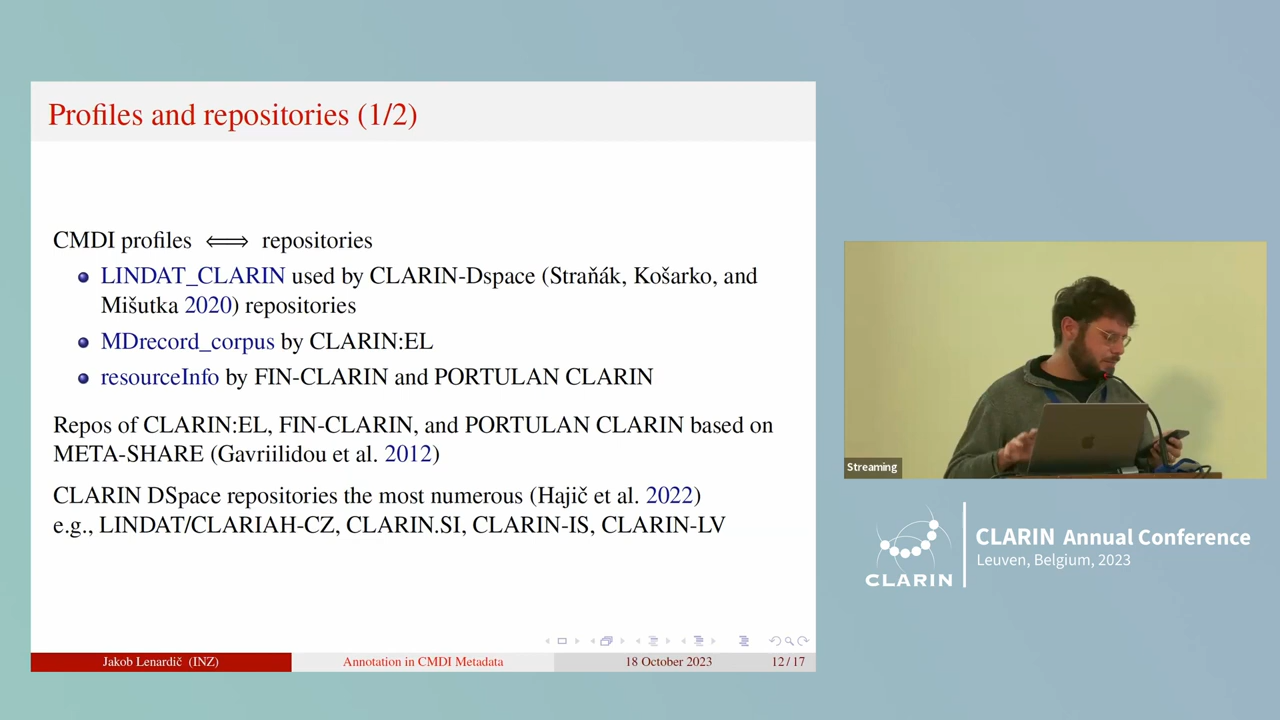 Profiles and repositories (1/2)
CMDI profiles ⟺ repositories
LINDAT_CLARIN used by CLARIN-Dspace (Straňák, Košarko, and
Mišutka 2020) repositories
MDrecord_corpus by CLARIN:EL
resourceInfo by FIN-CLARIN and PORTULAN CLARIN
Repos of CLARIN:EL, FIN-CLARIN, and PORTULAN CLARIN based on
META-SHARE (Gavriilidou et al. 2012)
CLARIN DSpace repositories the most numerous (Hajič et al. 2022)
e.g., LINDAT/CLARIAH-CZ, CLARIN.SI, CLARIN-IS, CLARIN-LV
Jakob Lenardič (INZ) Annotation in CMDI Metadata 18 October 2023 12 / 17
Streaming
CLARIN
CLARIN Annual Conference
Leuven, Belgium, 2023